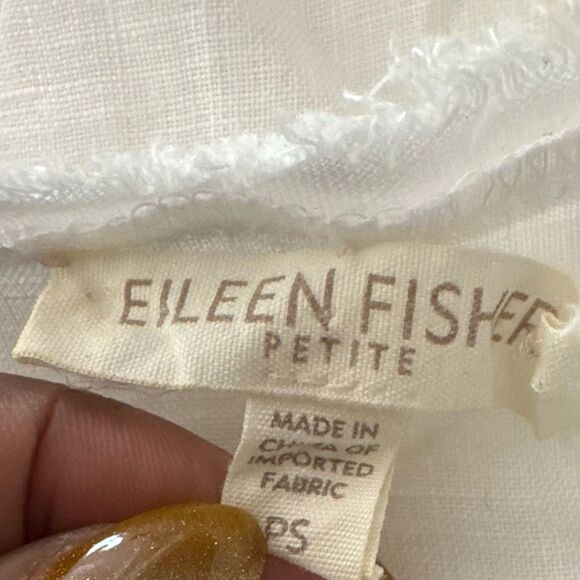 EILEEN FISHER
PETITE
MADE IN
CHINA OF
IMPORTED
FABRIC
PS